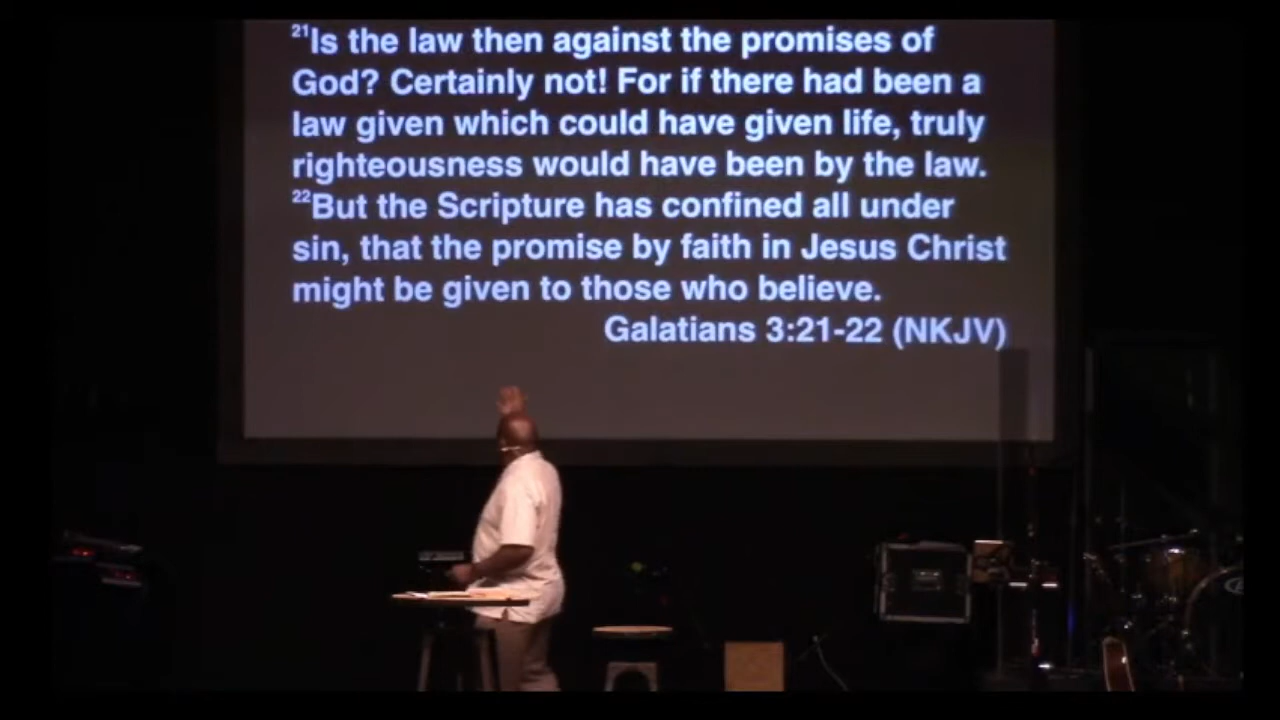 ²¹Is the law then against the promises of
God? Certainly not! For if there had been a
law given which could have given life, truly
righteousness would have been by the law.
²²But the Scripture has confined all under
sin, that the promise by faith in Jesus Christ
might be given to those who believe.
Galatians 3:21-22 (NKJV)